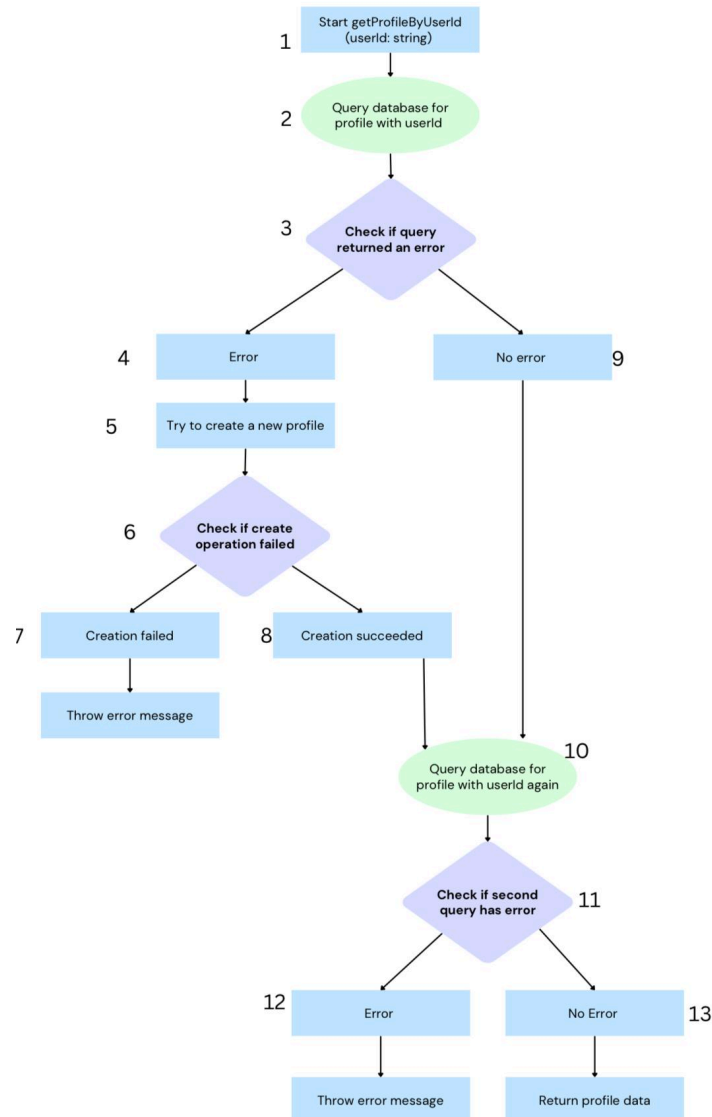 1
Start getProfileByUserId
(userId: string)
2
Query database for
profile with userId
3
Check if query
returned an error
4
Error
No error
9
5
Try to create a new profile
6
Check if create
operation failed
7
Creation failed
8
Creation succeeded
Throw error message
10
Query database for
profile with userId again
Check if second
query has error
11
12
Error
No Error
13
Throw error message
Return profile data